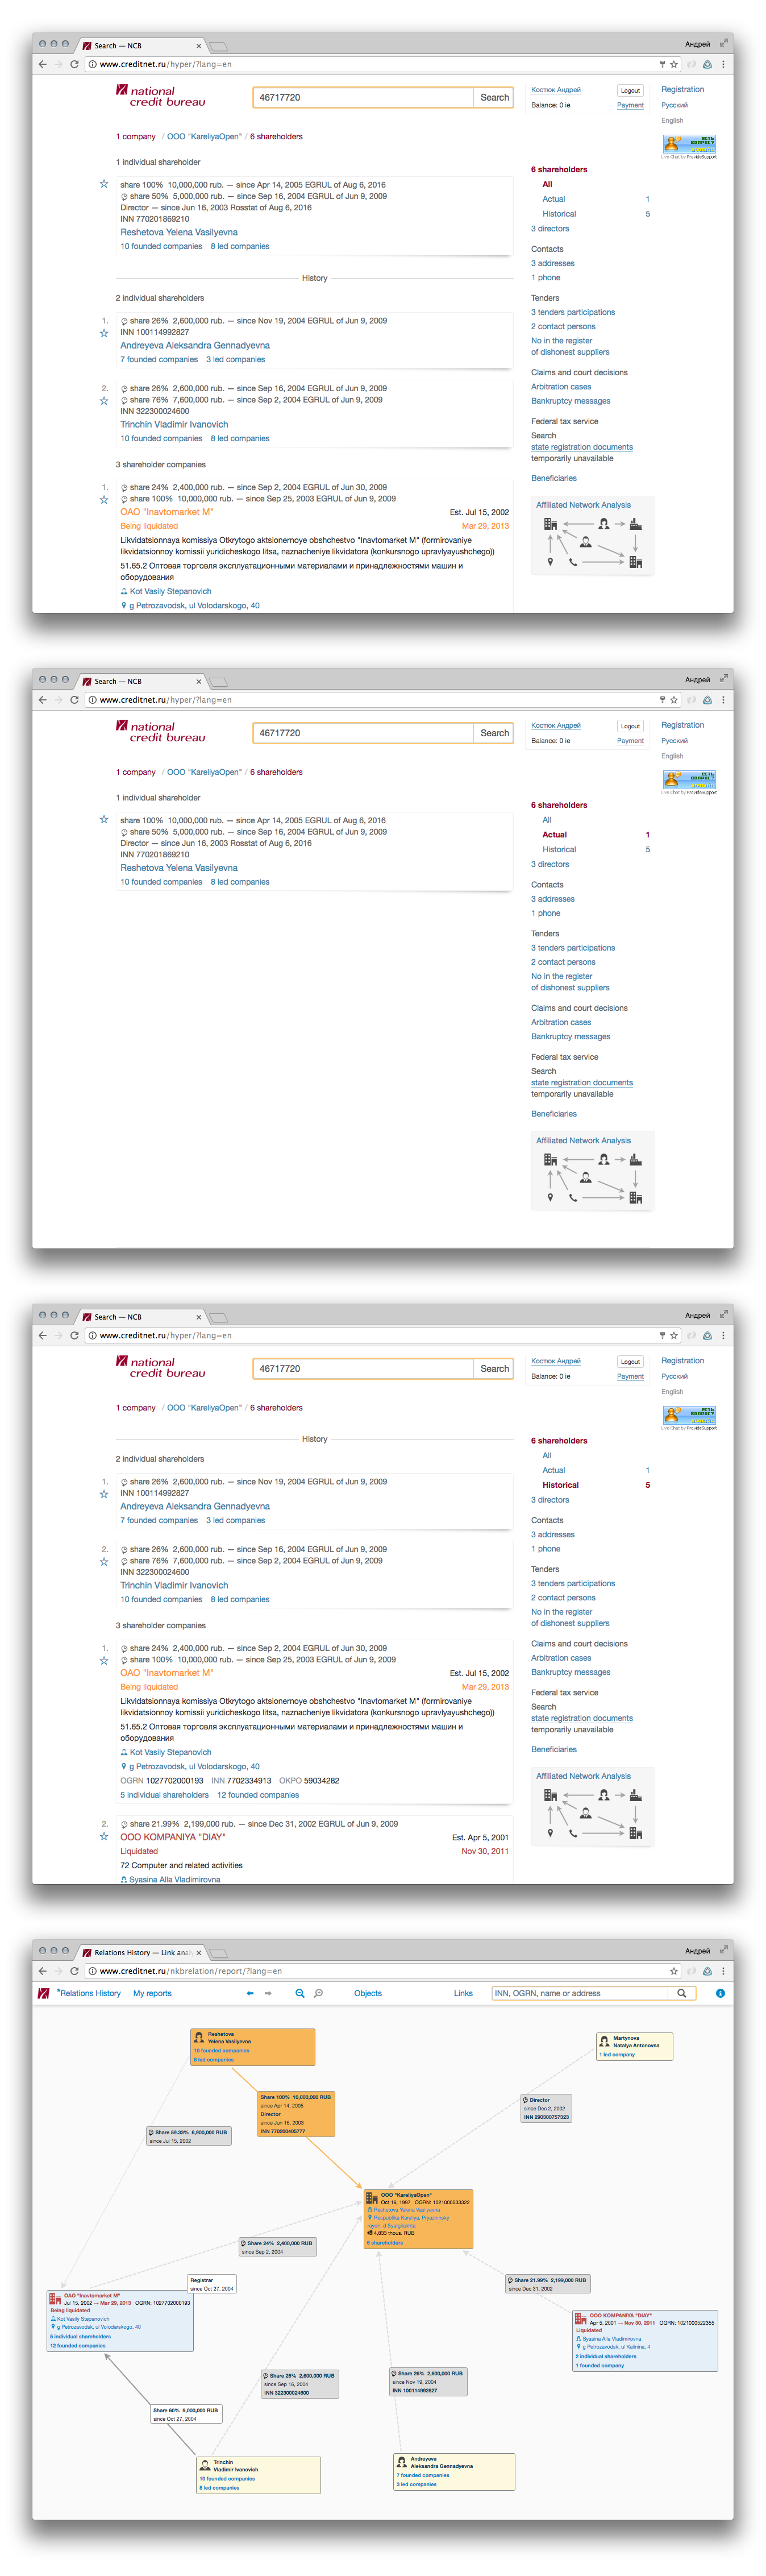 Search — NCB
Андрей
www.creditnet.ru/hyper/?lang=en
national
credit bureau
46717720
Search
Костюк Андрей
Logout
Balance: 0 ie
Payment
Registration
Русский
English
ЕСТЬ
ВОПРОС?
Live Chat by ProvideSupport
1 company / ООО "KareliyaOpen" / 6 shareholders
1 individual shareholder
share 100% 10,000,000 rub. — since Apr 14, 2005 EGRUL of Aug 6, 2016
share 50% 5,000,000 rub. — since Sep 16, 2004 EGRUL of Jun 9, 2009
Director — since Jun 16, 2003 Rosstat of Aug 6, 2016
INN 770201869210
Reshetova Yelena Vasilyevna
10 founded companies 8 led companies
History
2 individual shareholders
1.
share 26% 2,600,000 rub. — since Nov 19, 2004 EGRUL of Jun 9, 2009
INN 100114992827
Andreyeva Aleksandra Gennadyevna
7 founded companies 3 led companies
2.
share 26% 2,600,000 rub. — since Sep 16, 2004 EGRUL of Jun 9, 2009
share 76% 7,600,000 rub. — since Sep 2, 2004 EGRUL of Jun 9, 2009
INN 322300024600
Trinchin Vladimir Ivanovich
10 founded companies 8 led companies
3 shareholder companies
1.
share 24% 2,400,000 rub. — since Sep 2, 2004 EGRUL of Jun 30, 2009
share 100% 10,000,000 rub. — since Sep 25, 2003 EGRUL of Jun 9, 2009
OAO "Inavtomarket M"
Est. Jul 15, 2002
Being liquidated
Mar 29, 2013
Likvidatsionnaya komissiya Otkrytogo aktsionernoye obshchestvo "Inavtomarket M" (formirovaniye
likvidatsionnoy komissii yuridicheskogo litsa, naznacheniye likvidatora (konkursnogo upravlyayushchego))
51.65.2 Оптовая торговля эксплуатационными материалами и принадлежностями машин и
оборудования
Kot Vasily Stepanovich
g Petrozavodsk, ul Volodarskogo, 40
6 shareholders
All
Actual 1
Historical 5
3 directors
Contacts
3 addresses
1 phone
Tenders
3 tenders participations
2 contact persons
No in the register
of dishonest suppliers
Claims and court decisions
Arbitration cases
Bankruptcy messages
Federal tax service
Search
state registration documents
temporarily unavailable
Beneficiaries
Affiliated Network Analysis
Search — NCB
Андрей
www.creditnet.ru/hyper/?lang=en
national
credit bureau
46717720
Search
Костюк Андрей
Logout
Balance: 0 ie
Payment
Registration
Русский
English
ЕСТЬ
ВОПРОС?
Live Chat by ProvideSupport
1 company / ООО "KareliyaOpen" / 6 shareholders
1 individual shareholder
share 100% 10,000,000 rub. — since Apr 14, 2005 EGRUL of Aug 6, 2016
share 50% 5,000,000 rub. — since Sep 16, 2004 EGRUL of Jun 9, 2009
Director — since Jun 16, 2003 Rosstat of Aug 6, 2016
INN 770201869210
Reshetova Yelena Vasilyevna
10 founded companies 8 led companies
6 shareholders
All
Actual 1
Historical 5
3 directors
Contacts
3 addresses
1 phone
Tenders
3 tenders participations
2 contact persons
No in the register
of dishonest suppliers
Claims and court decisions
Arbitration cases
Bankruptcy messages
Federal tax service
Search
state registration documents
temporarily unavailable
Beneficiaries
Affiliated Network Analysis
Search — NCB
Андрей
www.creditnet.ru/hyper/?lang=en
national
credit bureau
46717720
Search
Костюк Андрей
Logout
Balance: 0 ie
Payment
Registration
Русский
English
ЕСТЬ
ВОПРОС?
Live Chat by ProvideSupport
1 company / ООО "KareliyaOpen" / 6 shareholders
History
2 individual shareholders
1.
share 26% 2,600,000 rub. — since Nov 19, 2004 EGRUL of Jun 9, 2009
INN 100114992827
Andreyeva Aleksandra Gennadyevna
7 founded companies 3 led companies
2.
share 26% 2,600,000 rub. — since Sep 16, 2004 EGRUL of Jun 9, 2009
share 76% 7,600,000 rub. — since Sep 2, 2004 EGRUL of Jun 9, 2009
INN 322300024600
Trinchin Vladimir Ivanovich
10 founded companies 8 led companies
3 shareholder companies
1.
share 24% 2,400,000 rub. — since Sep 2, 2004 EGRUL of Jun 30, 2009
share 100% 10,000,000 rub. — since Sep 25, 2003 EGRUL of Jun 9, 2009
OAO "Inavtomarket M"
Est. Jul 15, 2002
Being liquidated
Mar 29, 2013
Likvidatsionnaya komissiya Otkrytogo aktsionernoye obshchestvo "Inavtomarket M" (formirovaniye
likvidatsionnoy komissii yuridicheskogo litsa, naznacheniye likvidatora (konkursnogo upravlyayushchego))
51.65.2 Оптовая торговля эксплуатационными материалами и принадлежностями машин и
оборудования
Kot Vasily Stepanovich
g Petrozavodsk, ul Volodarskogo, 40
OGRN 1027702000193 INN 7702334913 OKPO 59034282
5 individual shareholders 12 founded companies
2.
share 21.99% 2,199,000 rub. — since Dec 31, 2002 EGRUL of Jun 9, 2009
OOO KOMPANIYA "DIAY"
Est. Apr 5, 2001
Liquidated
Nov 30, 2011
72 Computer and related activities
Syasina Alla Vladimirovna
6 shareholders
All
Actual 1
Historical 5
3 directors
Contacts
3 addresses
1 phone
Tenders
3 tenders participations
2 contact persons
No in the register
of dishonest suppliers
Claims and court decisions
Arbitration cases
Bankruptcy messages
Federal tax service
Search
state registration documents
temporarily unavailable
Beneficiaries
Affiliated Network Analysis
Relations History — Link anal
Андрей
www.creditnet.ru/nkbrelation/report/?lang=en
*Relations History
My reports
Objects
Links
INN, OGRN, name or address
Reshetova
Yelena Vasilyevna
10 founded companies
8 led companies
Martynova
Natalya Antonovna
1 led company
Share 100% 10,000,000 RUB
since Apr 14, 2005
Director
since Jun 16, 2003
INN 770200405777
Director
since Dec 2, 2002
INN 290300757323
Share 59.33% 8,900,000 RUB
since Jul 15, 2002
OOO "KareliyaOpen"
Oct 16, 1997 OGRN: 1021000533322
Reshetova Yelena Vasilyevna
Respublika Kareliya, Pryazhinsky
rayon, d Svyarglakhta
4,833 thous. RUB
6 shareholders
Share 24% 2,400,000 RUB
since Sep 2, 2004
Registrar
since Oct 27, 2004
Share 21.99% 2,199,000 RUB
since Dec 31, 2002
OAO "Inavtomarket M"
Jul 15, 2002 → Mar 29, 2013 OGRN: 1027702000193
Being liquidated
Kot Vasily Stepanovich
g Petrozavodsk, ul Volodarskogo, 40
5 individual shareholders
12 founded companies
OOO KOMPANIYA "DIAY"
Apr 5, 2001 → Nov 30, 2011 OGRN: 1021000522355
Liquidated
Syasina Alla Vladimirovna
g Petrozavodsk, ul Kalinina, 4
2 individual shareholders
1 founded company
Share 26% 2,600,000 RUB
since Sep 16, 2004
INN 322300024600
Share 26% 2,600,000 RUB
since Nov 19, 2004
INN 100114992827
Share 60% 9,000,000 RUB
since Oct 27, 2004
Trinchin
Vladimir Ivanovich
10 founded companies
8 led companies
Andreyeva
Aleksandra Gennadyevna
7 founded companies
3 led companies